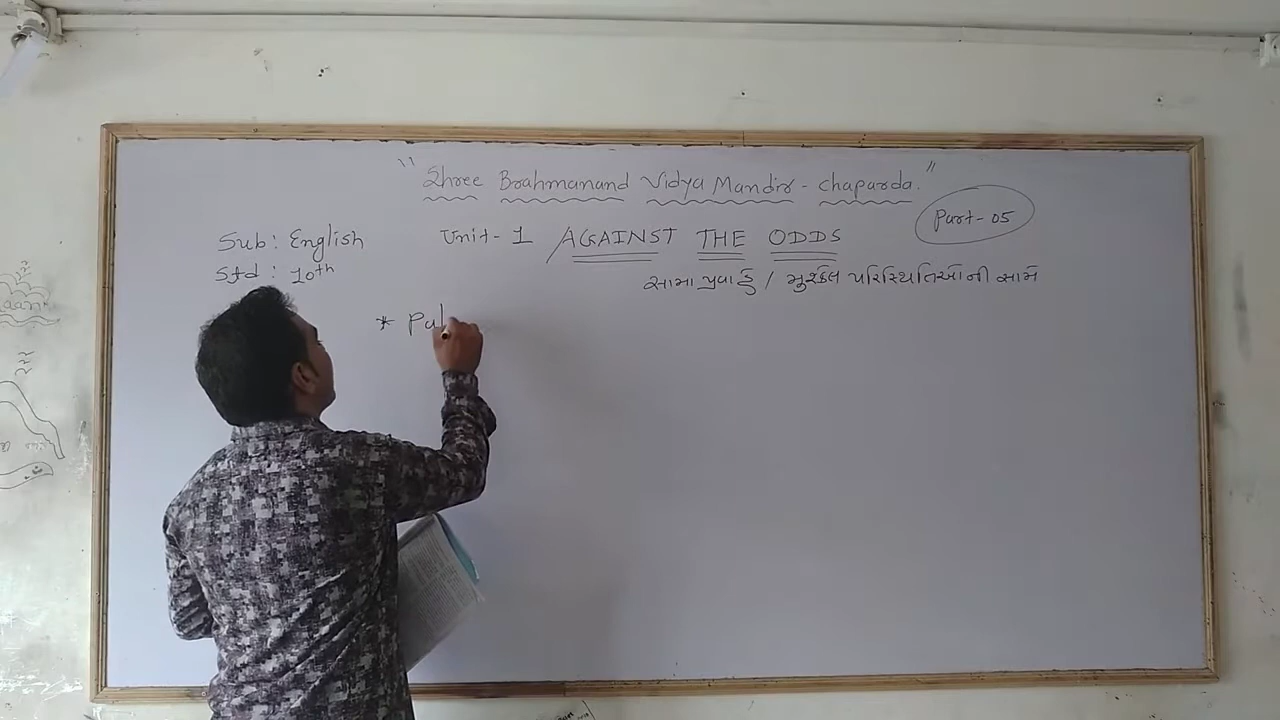 " Shree Brahmanand Vidya Mandir - Chaparda. "
Part - 05
Sub : English
Unit - 1 AGAINST THE ODDS
Std : 10th
સામા પ્રવાહે / મુશ્કેલ પરિસ્થિતિઓની સામે
* Pul